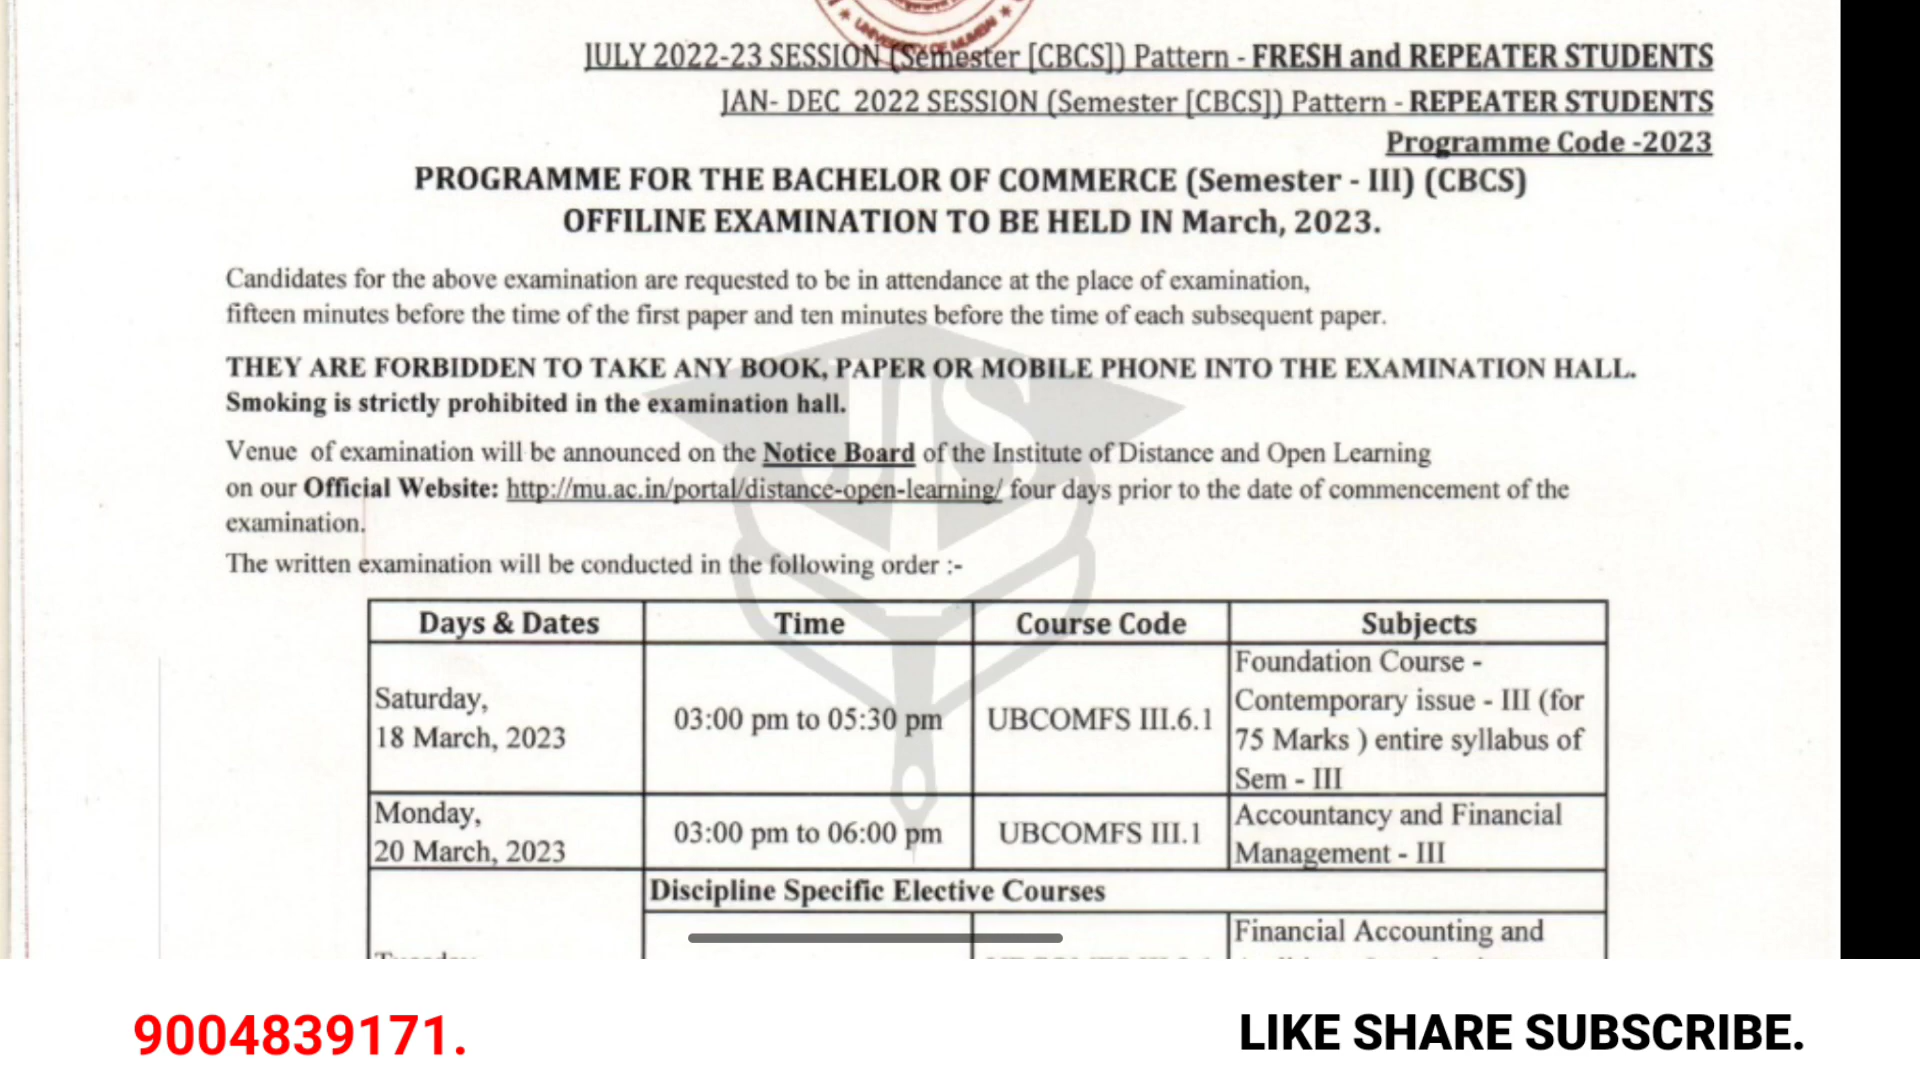 UNIVERSITY OF MUMBAI
JULY 2022-23 SESSION (Semester [CBCS]) Pattern - FRESH and REPEATER STUDENTS
JAN- DEC 2022 SESSION (Semester [CBCS]) Pattern - REPEATER STUDENTS
Programme Code -2023
PROGRAMME FOR THE BACHELOR OF COMMERCE (Semester - III) (CBCS)
OFFILINE EXAMINATION TO BE HELD IN March, 2023.
Candidates for the above examination are requested to be in attendance at the place of examination,
fifteen minutes before the time of the first paper and ten minutes before the time of each subsequent paper.
THEY ARE FORBIDDEN TO TAKE ANY BOOK, PAPER OR MOBILE PHONE INTO THE EXAMINATION HALL.
Smoking is strictly prohibited in the examination hall.
Venue of examination will be announced on the Notice Board of the Institute of Distance and Open Learning
on our Official Website: http://mu.ac.in/portal/distance-open-learning/ four days prior to the date of commencement of the
examination.
The written examination will be conducted in the following order :-
Days & Dates Time Course Code Subjects
Saturday,
18 March, 2023
03:00 pm to 05:30 pm
UBCOMFS III.6.1
Foundation Course -
Contemporary issue - III (for
75 Marks ) entire syllabus of
Sem - III
Monday,
20 March, 2023
03:00 pm to 06:00 pm
UBCOMFS III.1
Accountancy and Financial
Management - III
Discipline Specific Elective Courses
Financial Accounting and
JS
9004839171.
LIKE SHARE SUBSCRIBE.